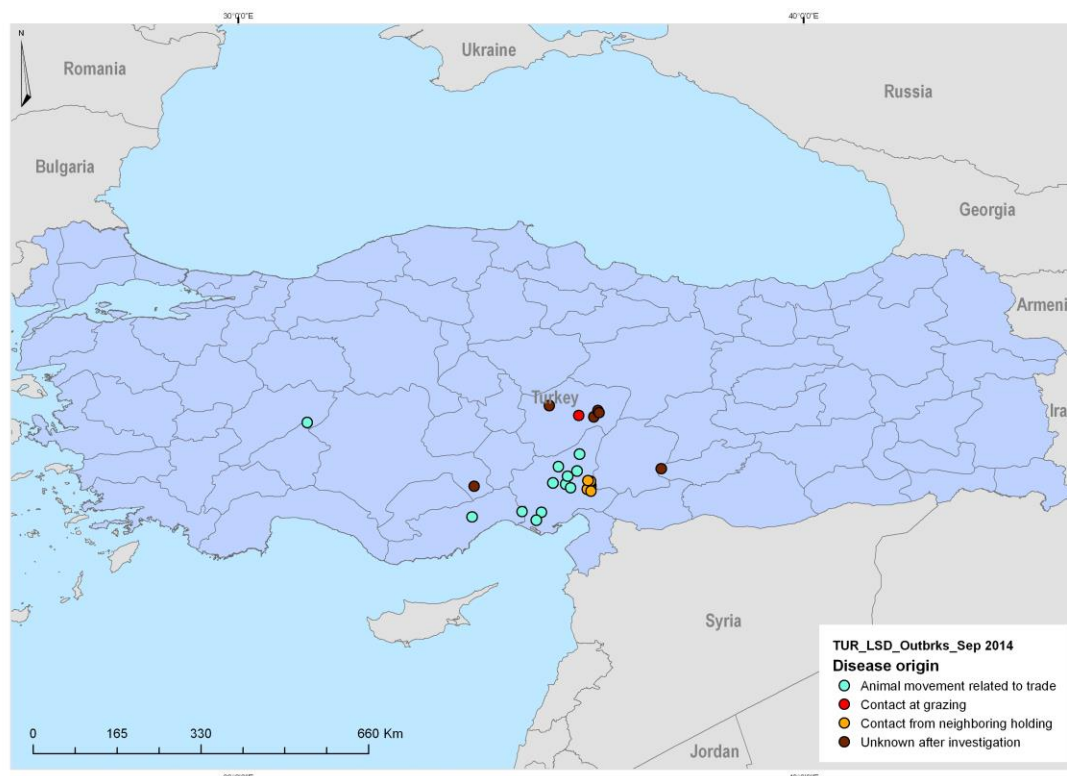 30°0'E 40°0'E
N
Ukraine
Romania
Russia
Bulgaria
Georgia
Armeni
Turkey
Ira
Syria
TUR_LSD_Outbrks_Sep 2014
Disease origin
Animal movement related to trade
Contact at grazing
Contact from neighboring holding
Unknown after investigation
0 165 330 660 Km
Jordan